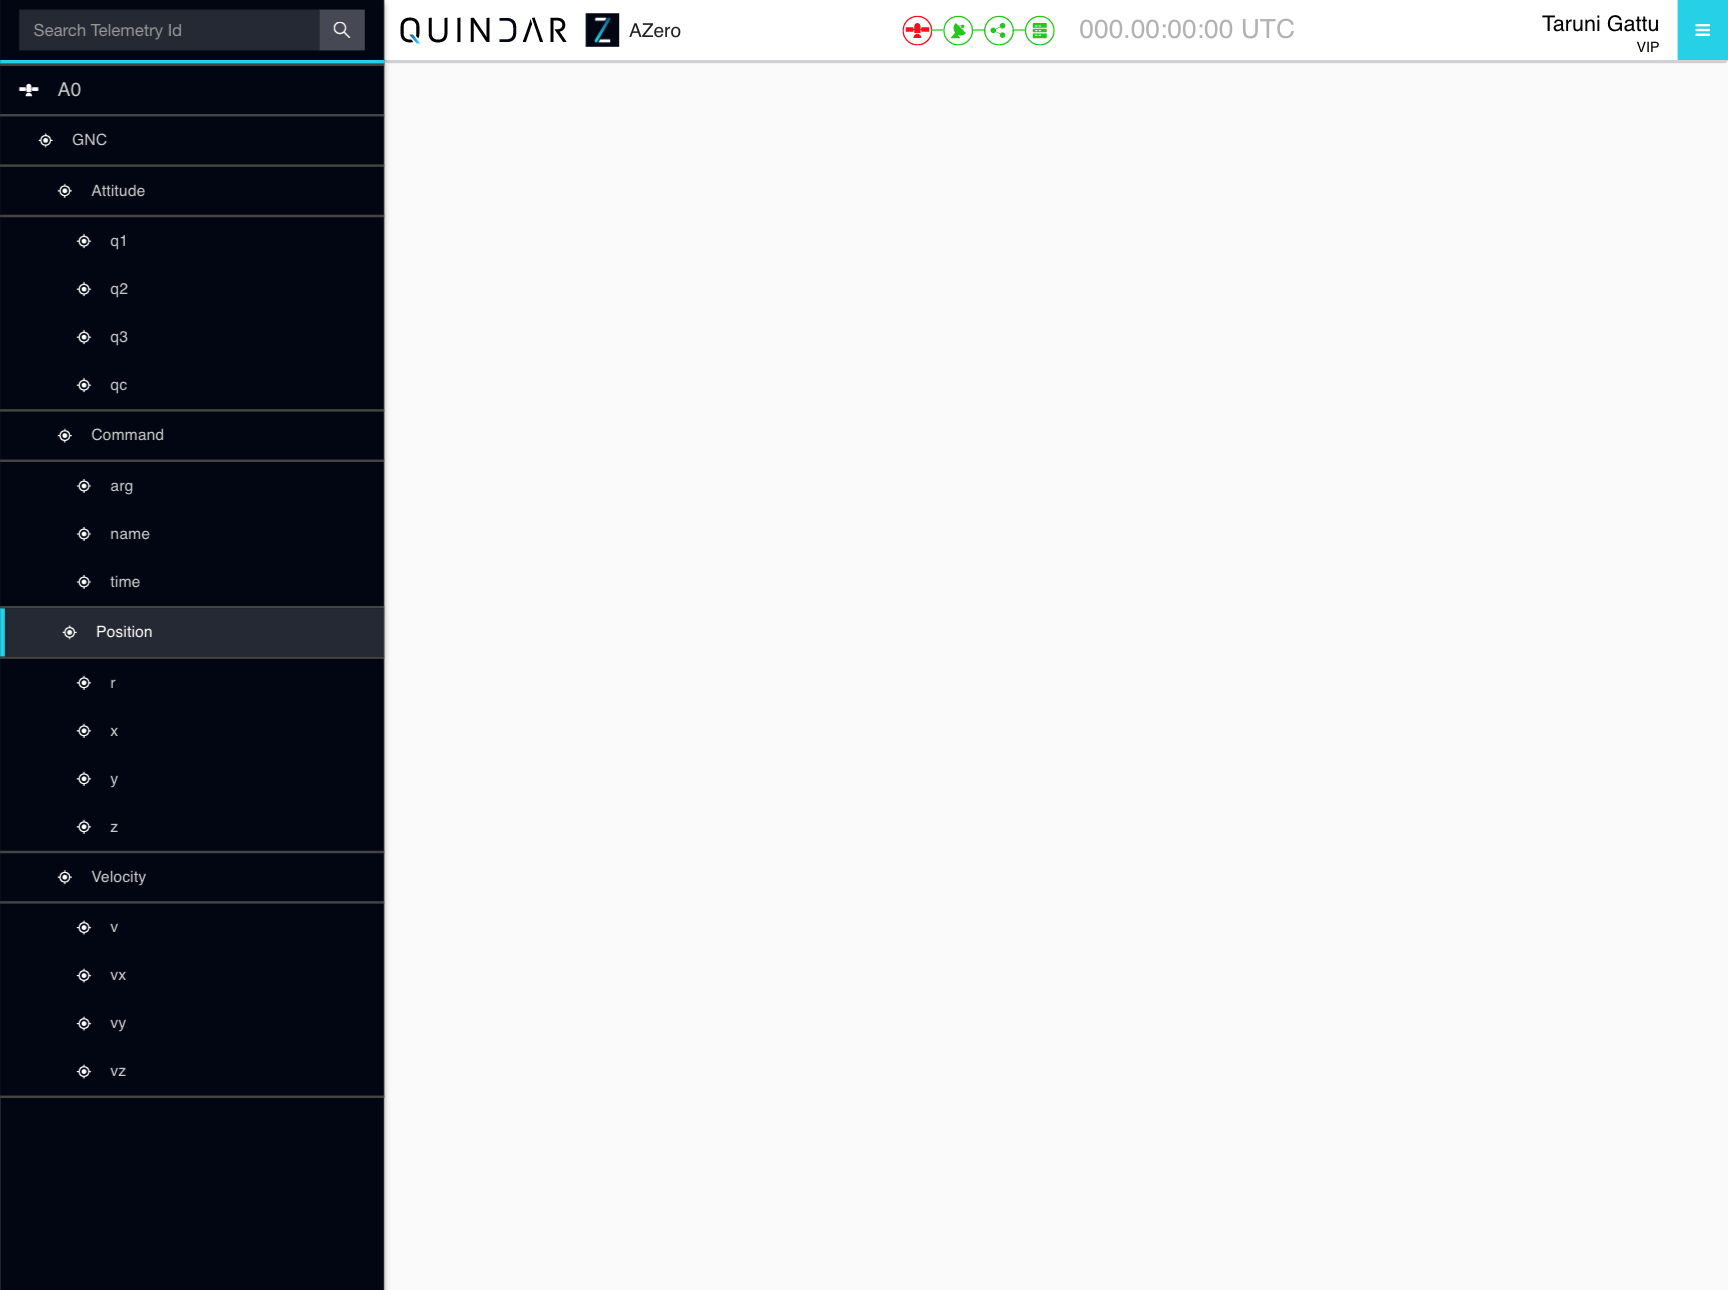 Search Telemetry Id
QUINDAR
Z
AZero
000.00:00:00 UTC
Taruni Gattu
VIP
A0
GNC
Attitude
q1
q2
q3
qc
Command
arg
name
time
Position
r
x
y
z
Velocity
v
vx
vy
vz